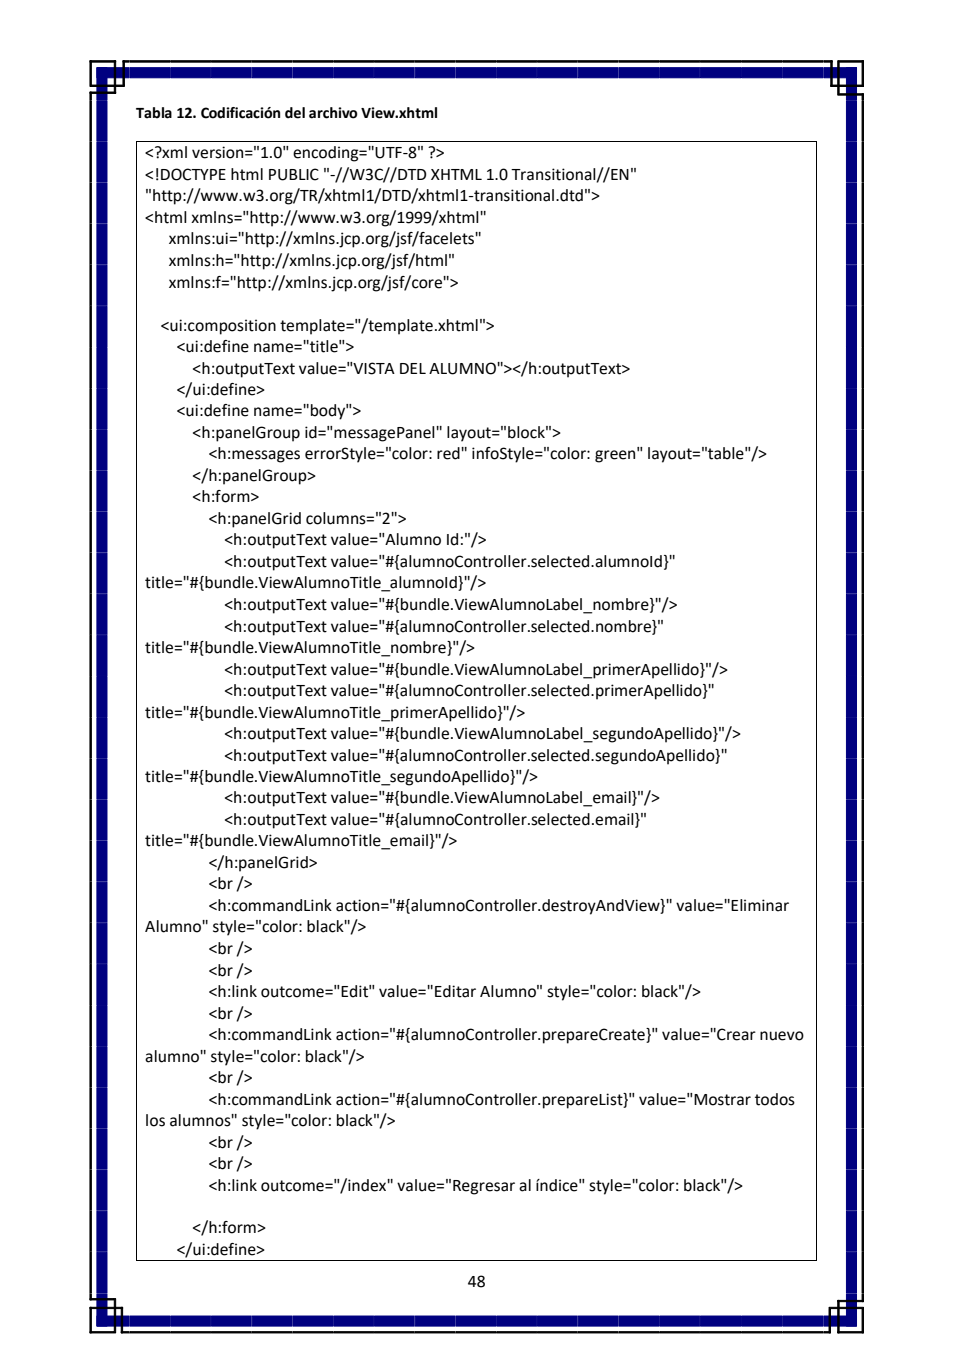 Tabla 12. Codificación del archivo View.xhtml
<?xml version="1.0" encoding="UTF-8" ?>
<!DOCTYPE html PUBLIC "-//W3C//DTD XHTML 1.0 Transitional//EN"
"http://www.w3.org/TR/xhtml1/DTD/xhtml1-transitional.dtd">
<html xmlns="http://www.w3.org/1999/xhtml"
xmlns:ui="http://xmlns.jcp.org/jsf/facelets"
xmlns:h="http://xmlns.jcp.org/jsf/html"
xmlns:f="http://xmlns.jcp.org/jsf/core">
<ui:composition template="/template.xhtml">
<ui:define name="title">
<h:outputText value="VISTA DEL ALUMNO"></h:outputText>
</ui:define>
<ui:define name="body">
<h:panelGroup id="messagePanel" layout="block">
<h:messages errorStyle="color: red" infoStyle="color: green" layout="table"/>
</h:panelGroup>
<h:form>
<h:panelGrid columns="2">
<h:outputText value="Alumno Id:"/>
<h:outputText value="#{alumnoController.selected.alumnoId}"
title="#{bundle.ViewAlumnoTitle_alumnoId}"/>
<h:outputText value="#{bundle.ViewAlumnoLabel_nombre}"/>
<h:outputText value="#{alumnoController.selected.nombre}"
title="#{bundle.ViewAlumnoTitle_nombre}"/>
<h:outputText value="#{bundle.ViewAlumnoLabel_primerApellido}"/>
<h:outputText value="#{alumnoController.selected.primerApellido}"
title="#{bundle.ViewAlumnoTitle_primerApellido}"/>
<h:outputText value="#{bundle.ViewAlumnoLabel_segundoApellido}"/>
<h:outputText value="#{alumnoController.selected.segundoApellido}"
title="#{bundle.ViewAlumnoTitle_segundoApellido}"/>
<h:outputText value="#{bundle.ViewAlumnoLabel_email}"/>
<h:outputText value="#{alumnoController.selected.email}"
title="#{bundle.ViewAlumnoTitle_email}"/>
</h:panelGrid>
<br />
<h:commandLink action="#{alumnoController.destroyAndView}" value="Eliminar
Alumno" style="color: black"/>
<br />
<br />
<h:link outcome="Edit" value="Editar Alumno" style="color: black"/>
<br />
<h:commandLink action="#{alumnoController.prepareCreate}" value="Crear nuevo
alumno" style="color: black"/>
<br />
<h:commandLink action="#{alumnoController.prepareList}" value="Mostrar todos
los alumnos" style="color: black"/>
<br />
<br />
<h:link outcome="/index" value="Regresar al índice" style="color: black"/>
</h:form>
</ui:define>
48